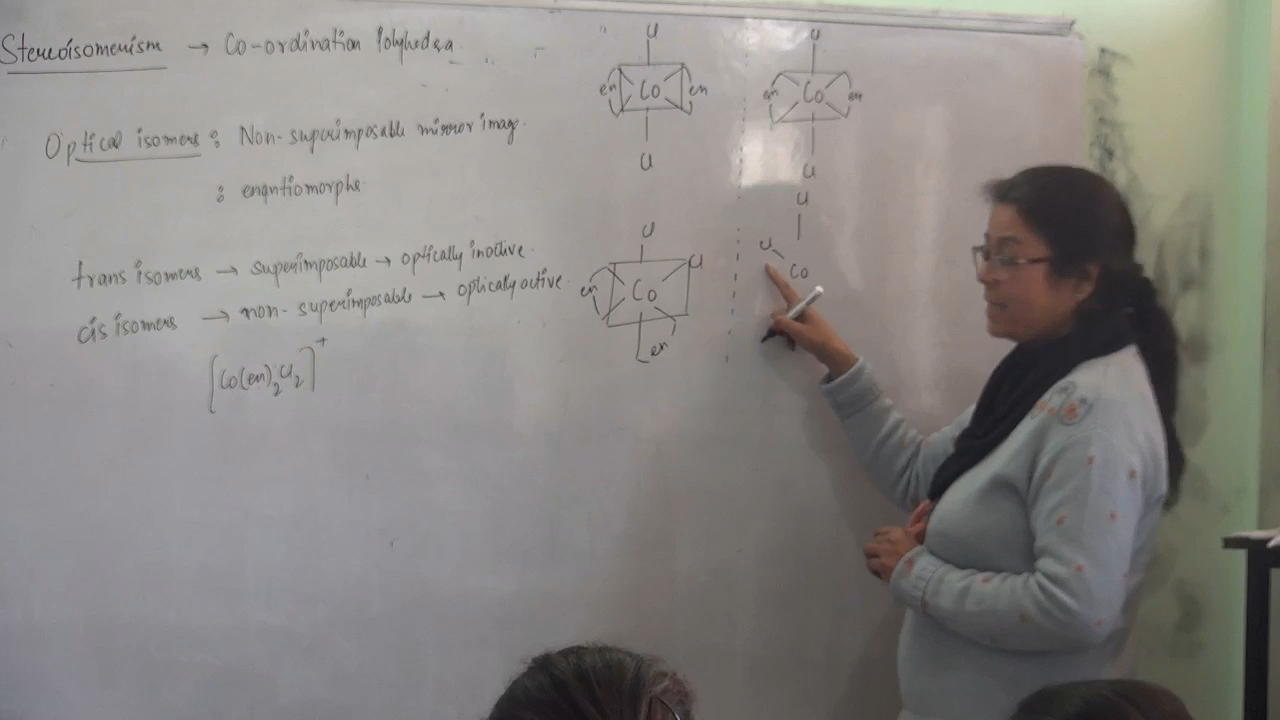 Stereoisomerism → Co-ordination Polyhedra.
Optical isomers : Non-superimposable mirror imag.
: enantiomorphs
trans isomers → superimposable → optically inactive.
cis isomers → non-superimposable → optically active.
[Co(en)2Cl2]+
Cl
en Co en
Cl
Cl
en Co en
Cl
Cl
Cl
en Co
en
Cl
Cl
Co